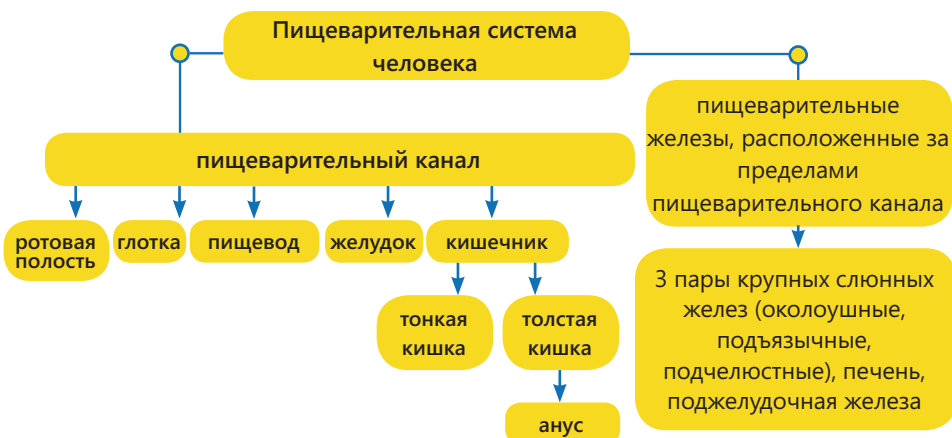 Пищеварительная система
человека
пищеварительный канал
ротовая
полость
глотка
пищевод
желудок
кишечник
тонкая
кишка
толстая
кишка
анус
пищеварительные
железы, расположенные за
пределами
пищеварительного канала
3 пары крупных слюнных
желез (околоушные,
подъязычные,
подчелюстные), печень,
поджелудочная железа